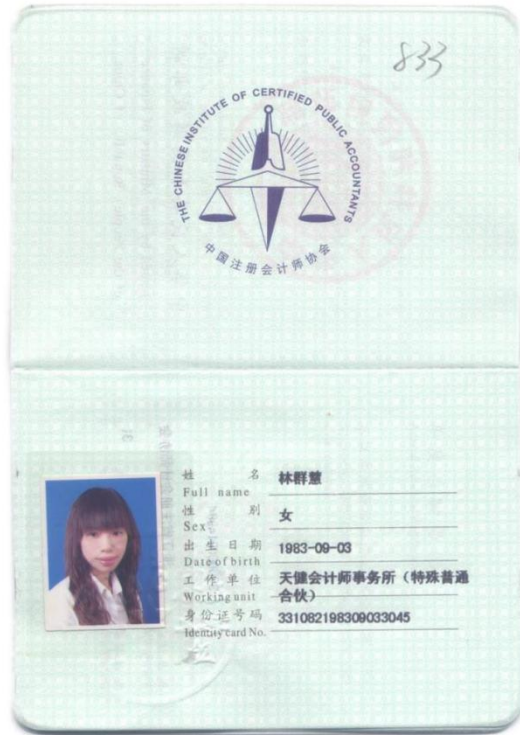 833
THE CHINESE INSTITUTE OF CERTIFIED PUBLIC ACCOUNTANTS
中国注册会计师协会
姓 名 林群慧
Full name
性 别 女
Sex
出生日期 1983-09-03
Date of birth
工作单位 天健会计师事务所（特殊普通
Working unit 合伙）
身份证号码 331082198309033045
Identity card No.